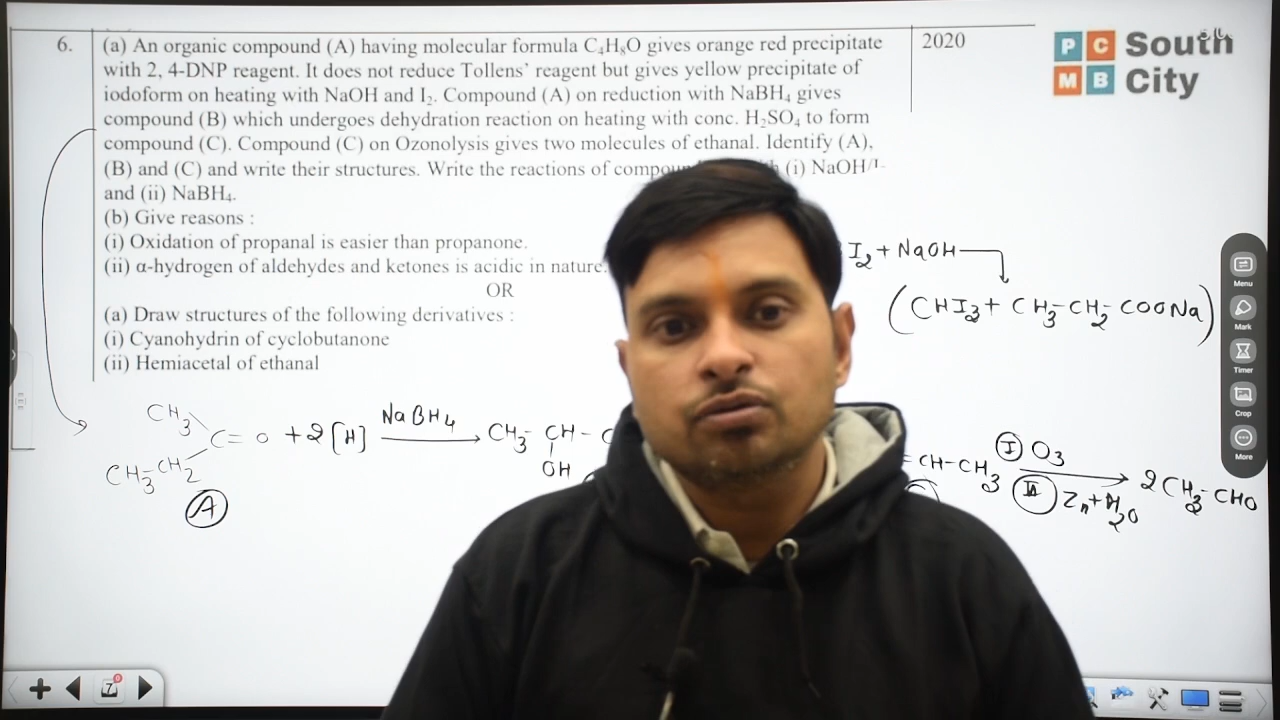 6.
(a) An organic compound (A) having molecular formula C₄H₈O gives orange red precipitate
with 2, 4-DNP reagent. It does not reduce Tollens' reagent but gives yellow precipitate of
iodoform on heating with NaOH and I₂. Compound (A) on reduction with NaBH₄ gives
compound (B) which undergoes dehydration reaction on heating with conc. H₂SO₄ to form
compound (C). Compound (C) on Ozonolysis gives two molecules of ethanal. Identify (A),
(B) and (C) and write their structures. Write the reactions of (i) NaOH/I
and (ii) NaBH₄.
(b) Give reasons :
(i) Oxidation of propanal is easier than propanone.
(ii) α-hydrogen of aldehydes and ketones is acidic in nature.
OR
(a) Draw structures of the following derivatives :
(i) Cyanohydrin of cyclobutanone
(ii) Hemiacetal of ethanal
2020
P C South
M B City
I₂ + NaOH
(CHI₃ + CH₃-CH₂-COONa)
CH₃
C=O + 2[H] NaBH₄ CH₃-CH-C
CH₃-CH₂
OH
A
=CH-CH₃ I O₃ 2CH₃-CHO
II Zn+H₂O
Menu
Mark
Timer
Crop
More
7